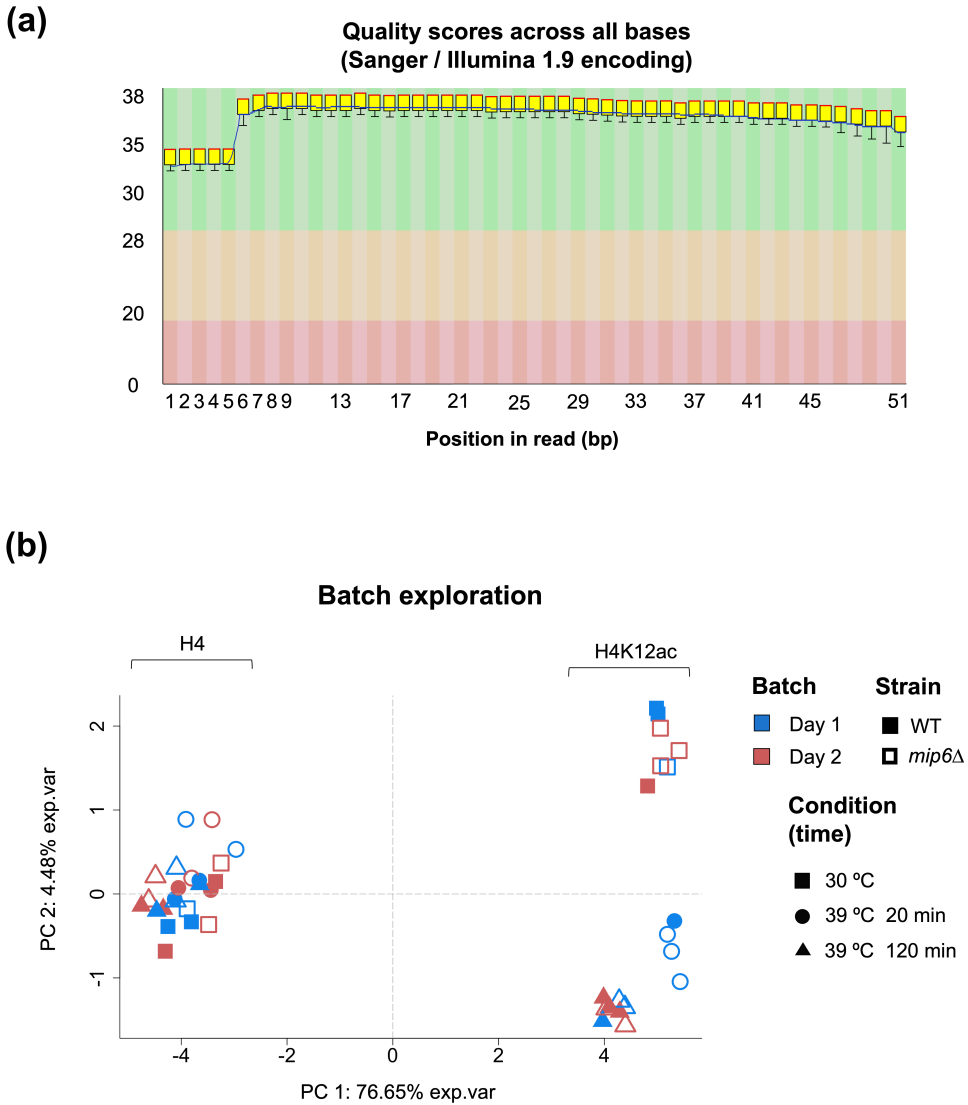 (a)
Quality scores across all bases
(Sanger / Illumina 1.9 encoding)
38
35
30
28
20
0
1 2 3 4 5 6 7 8 9 13 17 21 25 29 33 37 41 45 51
Position in read (bp)
(b)
Batch exploration
H4
H4K12ac
Batch
Strain
Day 1
WT
Day 2
mip6Δ
Condition
(time)
30 ºC
39 ºC 20 min
39 ºC 120 min
PC 2: 4.48% exp.var
2
1
0
-1
-4 -2 0 2 4
PC 1: 76.65% exp.var